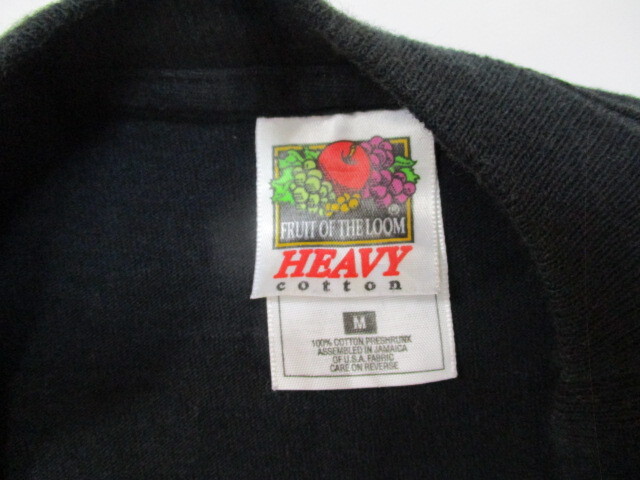 ®
FRUIT OF THE LOOM
HEAVY
cotton
M
100% COTTON PRESHRUNK
ASSEMBLED IN JAMAICA
OF U.S.A. FABRIC
CARE ON REVERSE